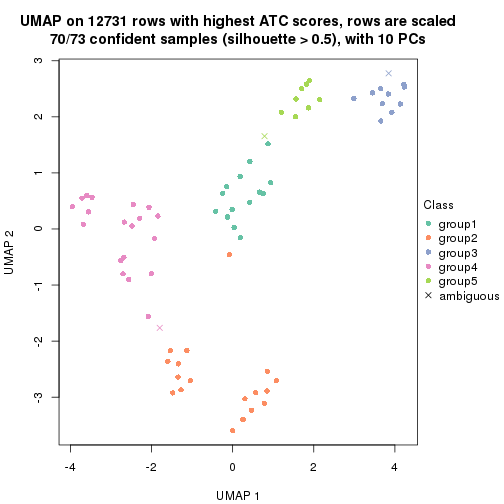 UMAP on 12731 rows with highest ATC scores, rows are scaled
70/73 confident samples (silhouette > 0.5), with 10 PCs
3
2
1
0
-1
-2
-3
UMAP 2
-4
-2
0
2
4
UMAP 1
Class
group1
group2
group3
group4
group5
ambiguous